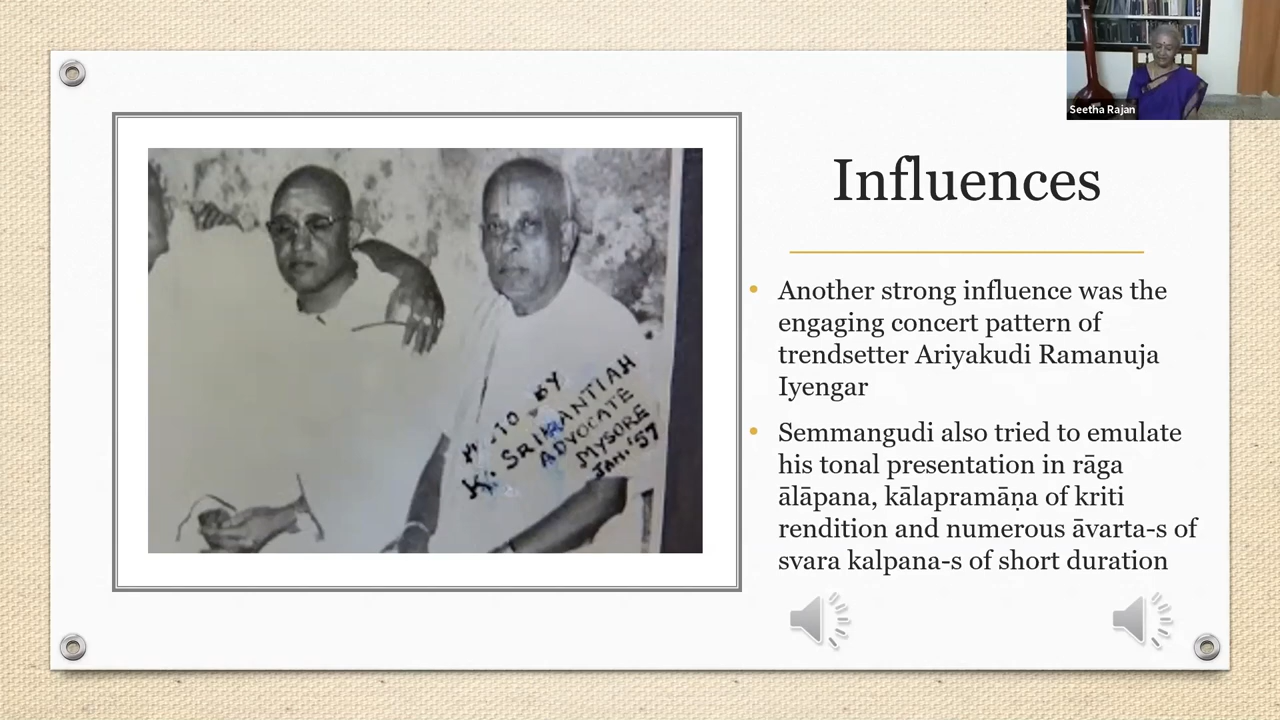 Seetha Rajan
Influences
Another strong influence was the
engaging concert pattern of
trendsetter Ariyakudi Ramanuja
Iyengar
Semmangudi also tried to emulate
his tonal presentation in rāga
ālāpana, kālapramāṇa of kriti
rendition and numerous āvarta-s of
svara kalpana-s of short duration
BY
K. SRIKANTIAH
ADVOCATE
MYSORE
JAN. '57